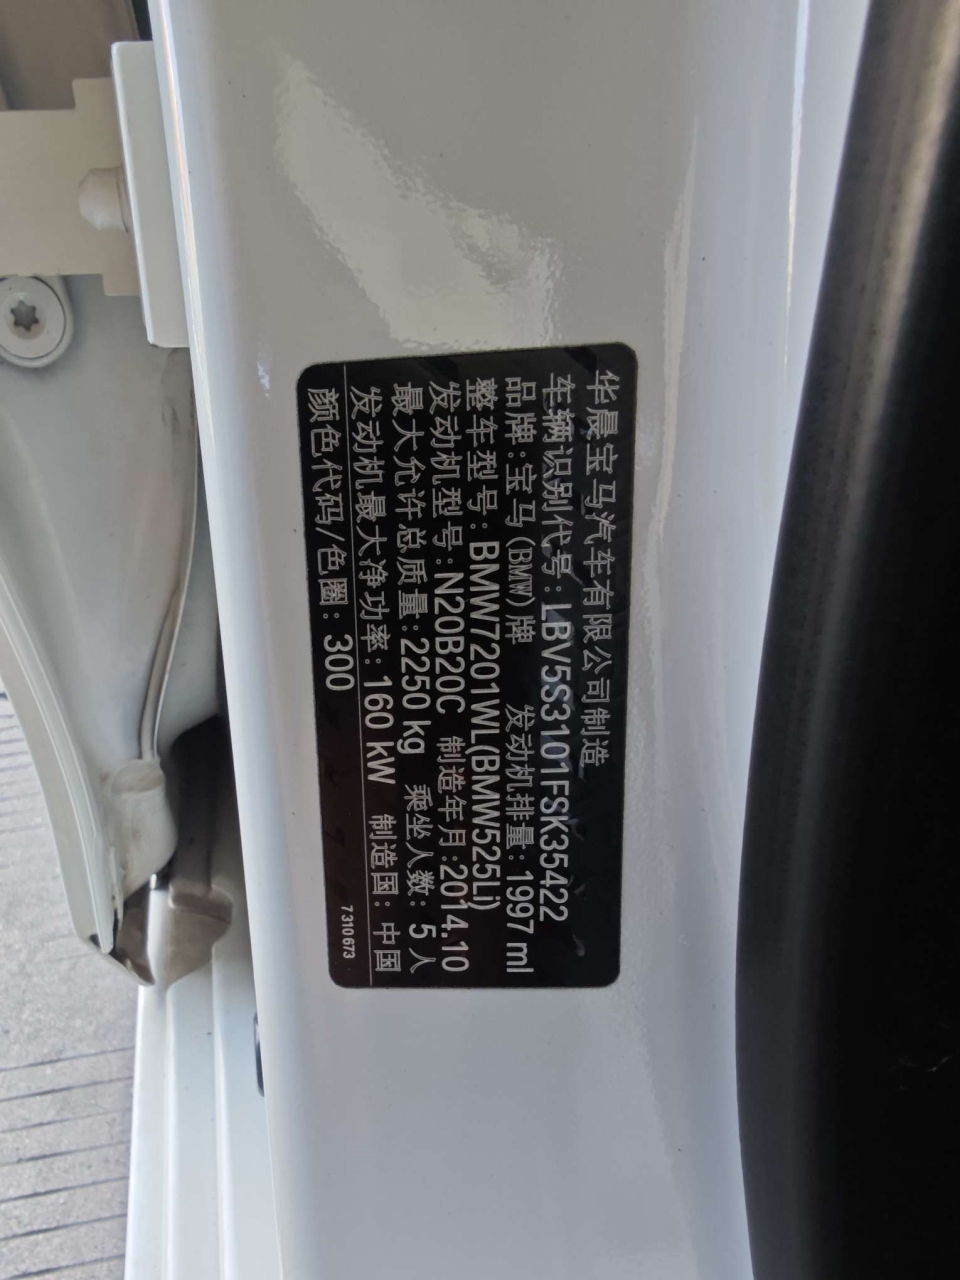 华晨宝马汽车有限公司制造
车辆识别代号:LBV5S3101FSK35422
品牌:宝马(BMW)牌 发动机排量:1997 ml
整车型号:BMW7201WL(BMW525Li)
发动机型号:N20B20C 制造年月:2014.10
最大允许总质量:2250 kg 乘坐人数:5人
发动机最大净功率:160 kW 制造国:中国
颜色代码/色圈:300 7 310 673